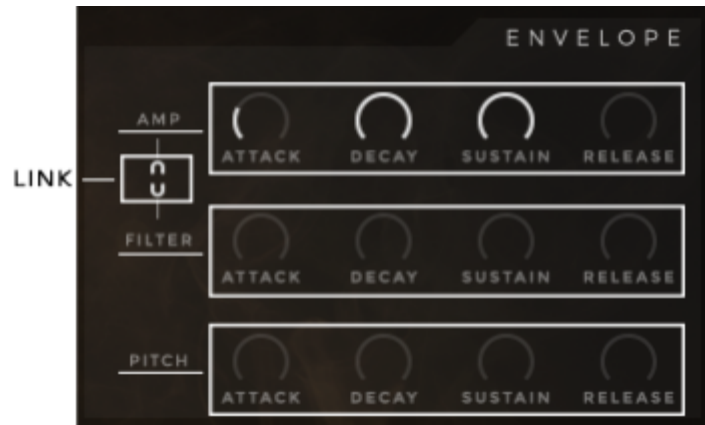 ENVELOPE
AMP
ATTACK DECAY SUSTAIN RELEASE
LINK
FILTER
ATTACK DECAY SUSTAIN RELEASE
PITCH
ATTACK DECAY SUSTAIN RELEASE